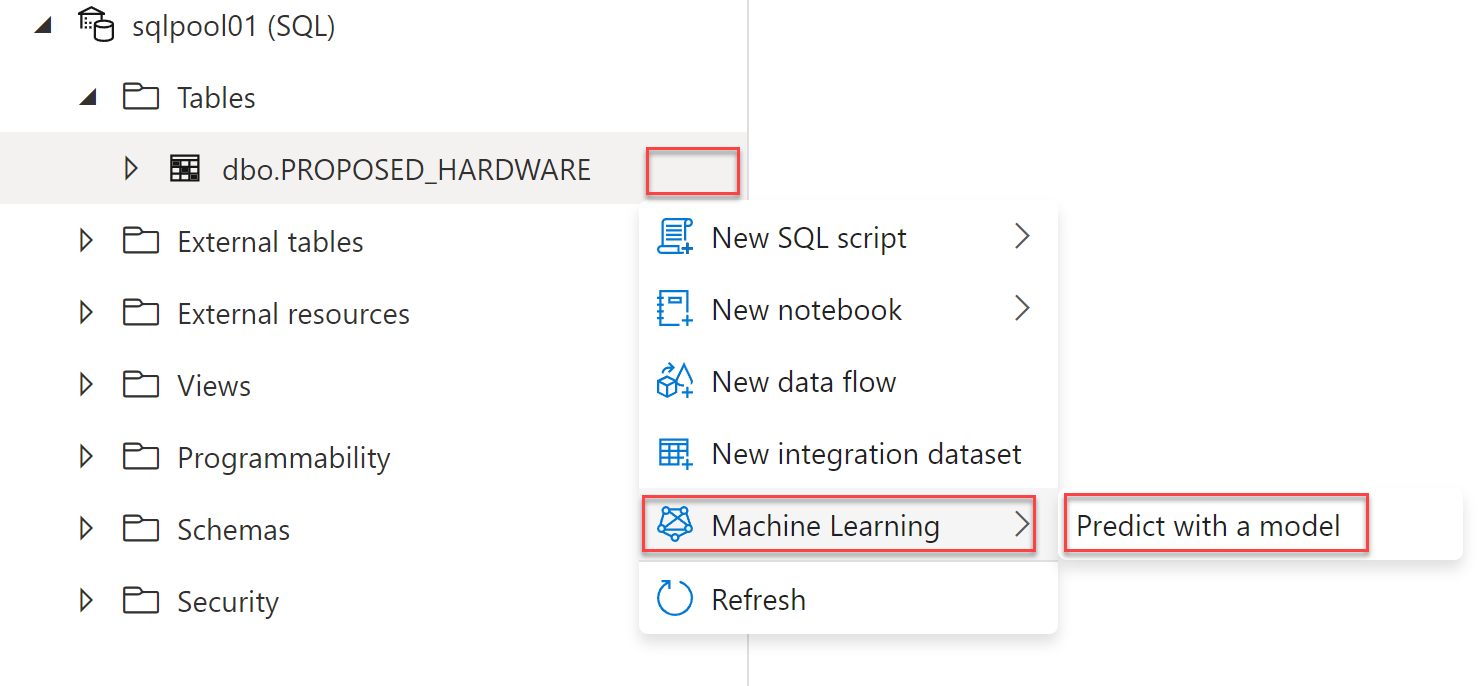 sqlpool01 (SQL)
Tables
dbo.PROPOSED_HARDWARE
External tables
External resources
Views
Programmability
Schemas
Security
New SQL script
New notebook
New data flow
New integration dataset
Machine Learning
Predict with a model
Refresh